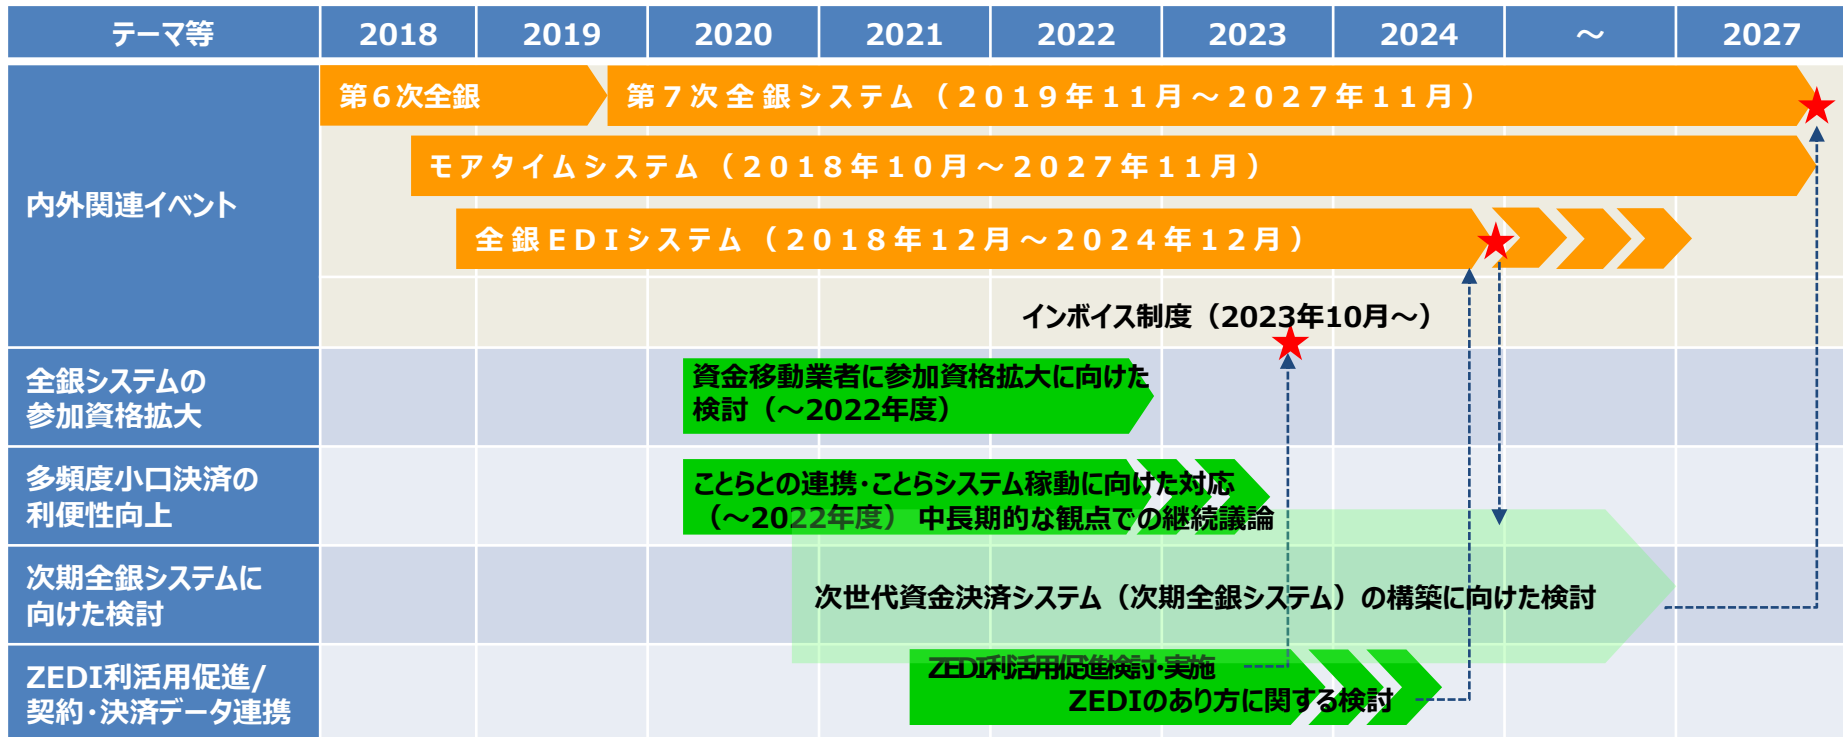 テーマ等 2018 2019 2020 2021 2022 2023 2024 ～ 2027
内外関連イベント
第６次全銀
第７次全銀システム（２０１９年１１月～２０２７年１１月）
モアタイムシステム（２０１８年１０月～２０２７年１１月）
全銀ＥＤＩシステム（２０１８年１２月～２０２４年１２月）
インボイス制度（2023年10月～）
全銀システムの
参加資格拡大
資金移動業者に参加資格拡大に向けた
検討（～2022年度）
多頻度小口決済の
利便性向上
ことらとの連携・ことらシステム稼動に向けた対応
（～2022年度） 中長期的な観点での継続議論
次期全銀システムに
向けた検討
次世代資金決済システム（次期全銀システム）の構築に向けた検討
ZEDI利活用促進/
契約・決済データ連携
ZEDI利活用促進検討・実施
ZEDIのあり方に関する検討